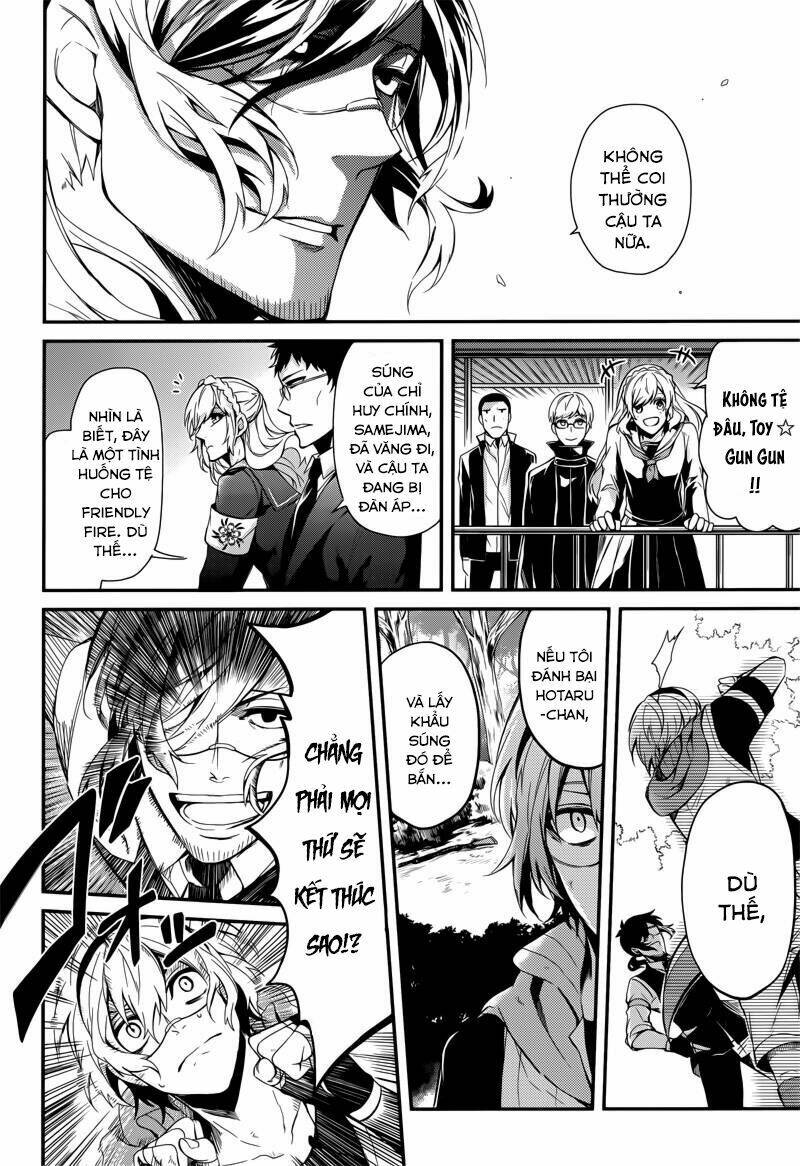 KHÔNG
THỂ COI
THƯỜNG
CẬU TA
NỮA.
KHÔNG TỆ
ĐÂU, TOY ☆
GUN GUN
!!
SÚNG
CỦA CHỈ
HUY CHÍNH,
SAMEJIMA,
ĐÃ VĂNG ĐI,
VÀ CẬU TA
ĐANG BỊ
ĐÀN ÁP...
NHÌN LÀ
BIẾT, ĐÂY
LÀ MỘT TÌNH
HUỐNG TỆ
CHO
FRIENDLY
FIRE. DÙ
THẾ...
DÙ
THẾ,
NẾU TÔI
ĐÁNH BẠI
HOTARU
-CHAN,
VÀ LẤY
KHẨU
SÚNG
ĐÓ ĐỂ
BẮN...
CHẲNG
PHẢI MỌI
THỨ SẼ
KẾT THÚC
SAO!?